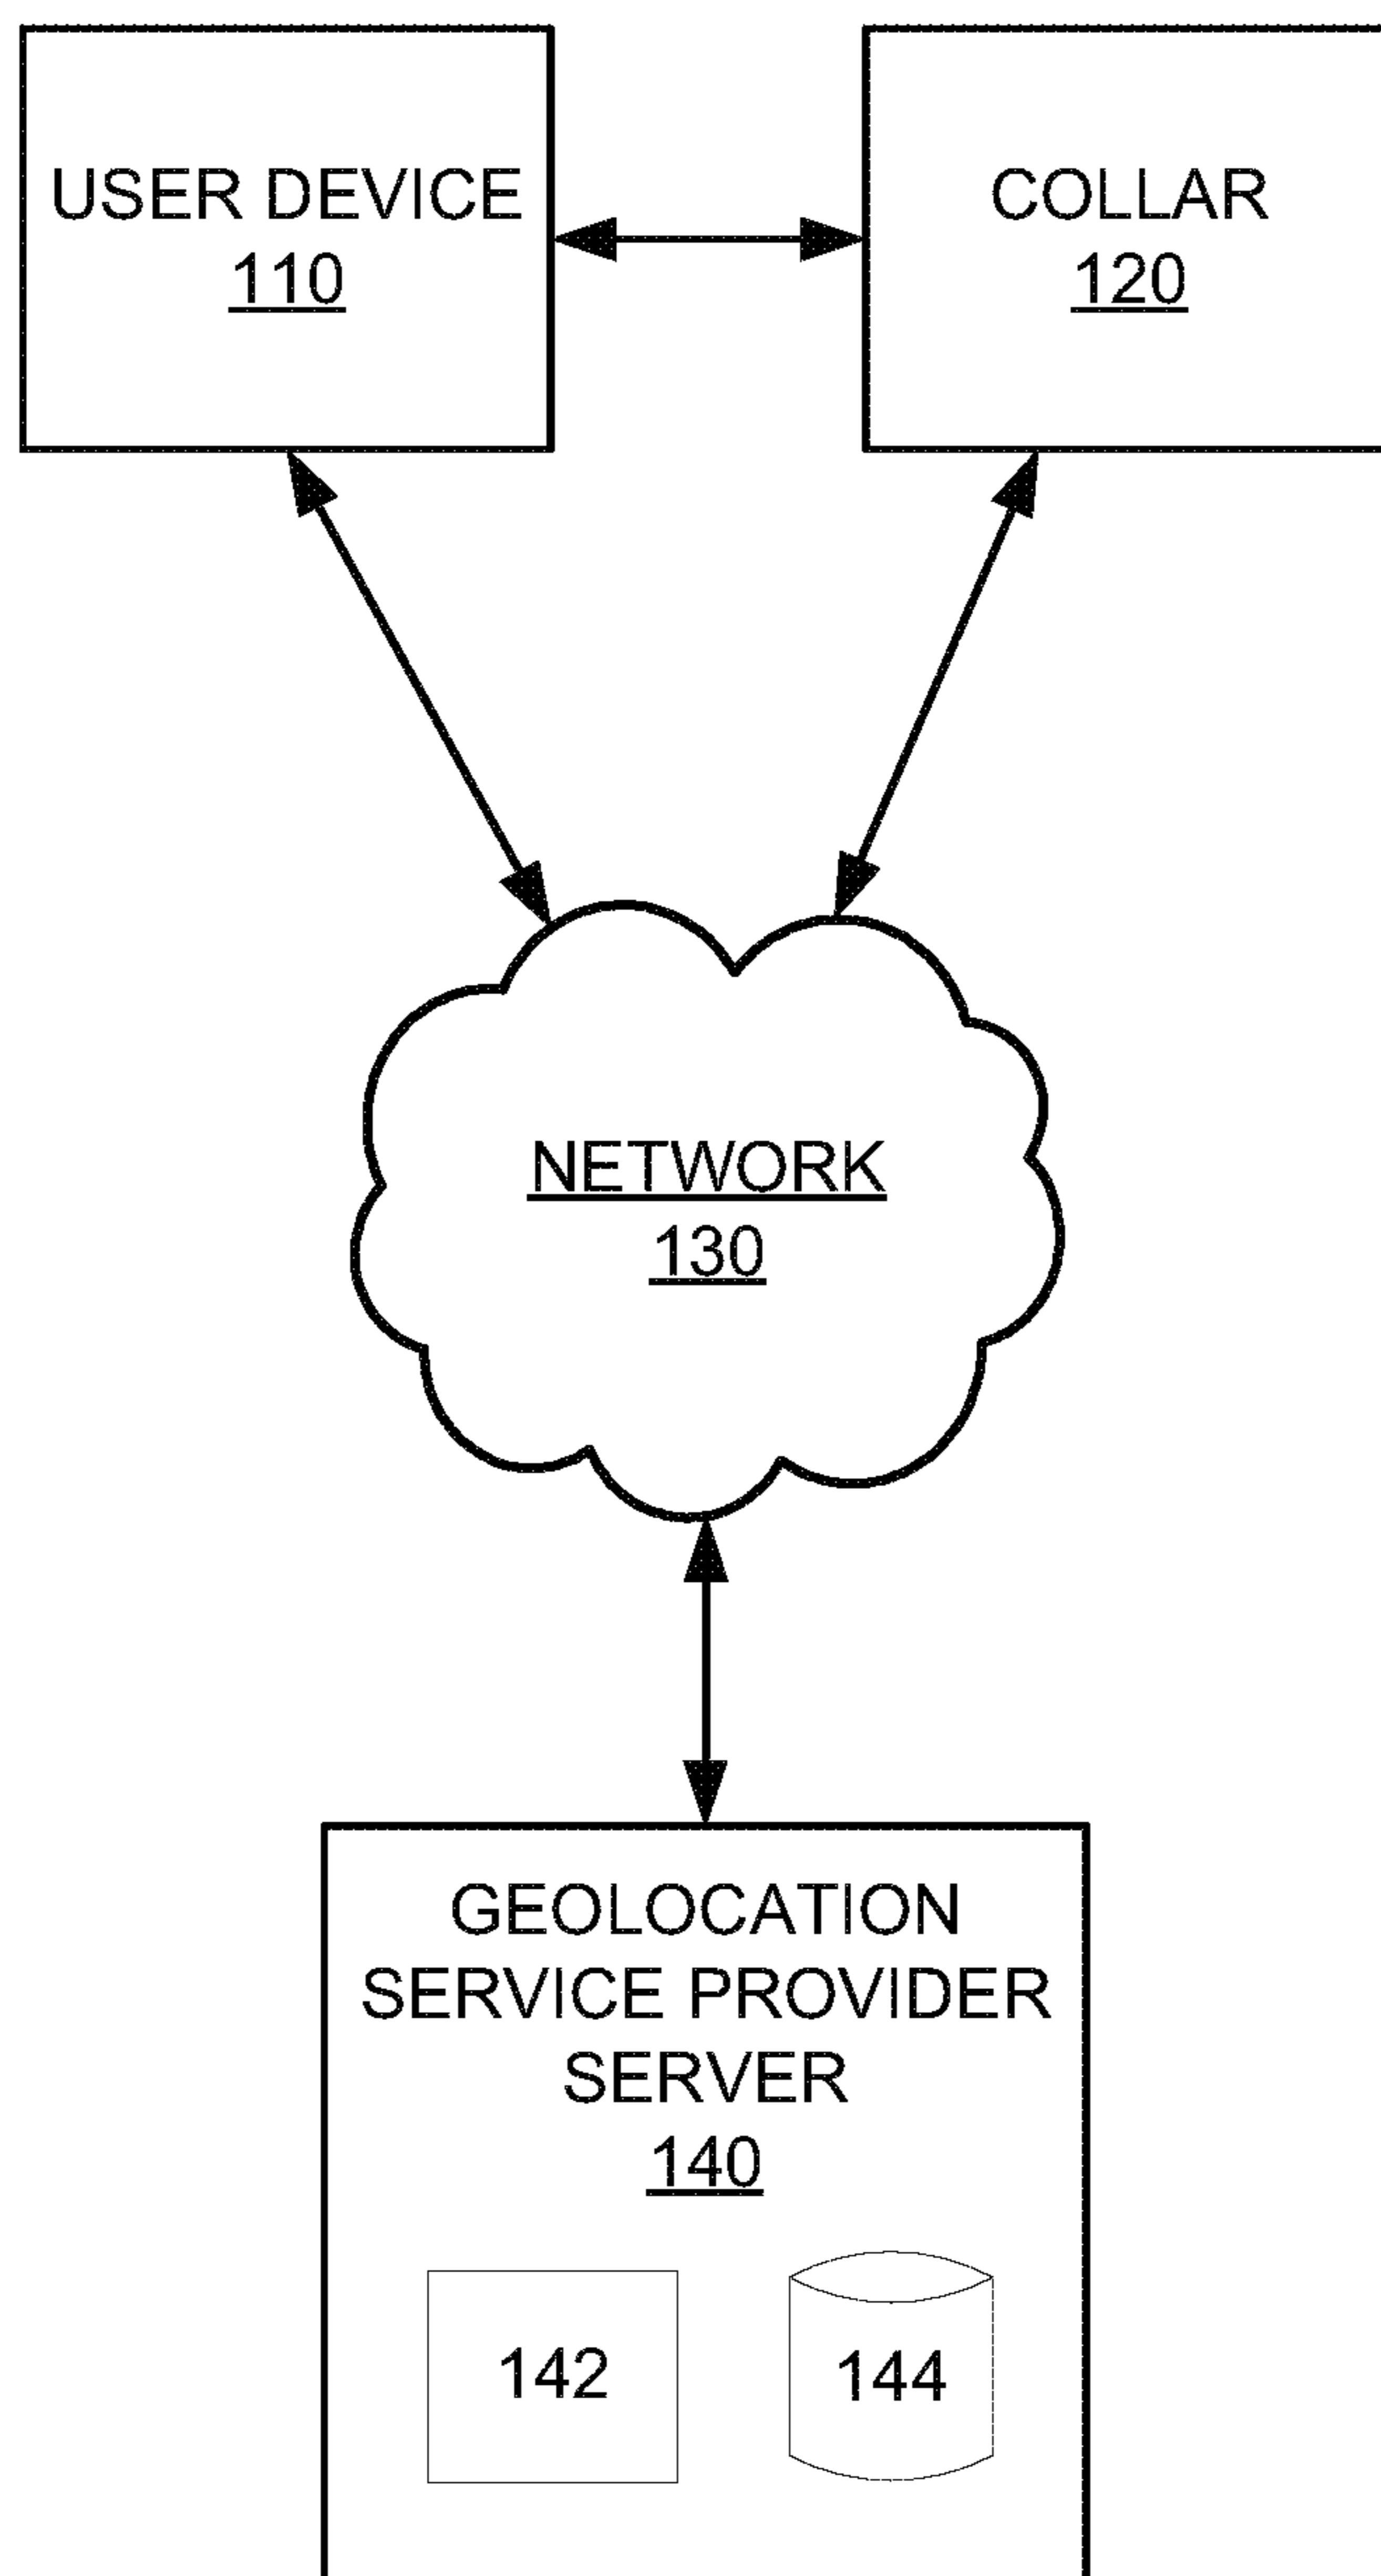 USER DEVICE
110
COLLAR
120
NETWORK
130
GEOLOCATION
SERVICE PROVIDER
SERVER
140
142
144